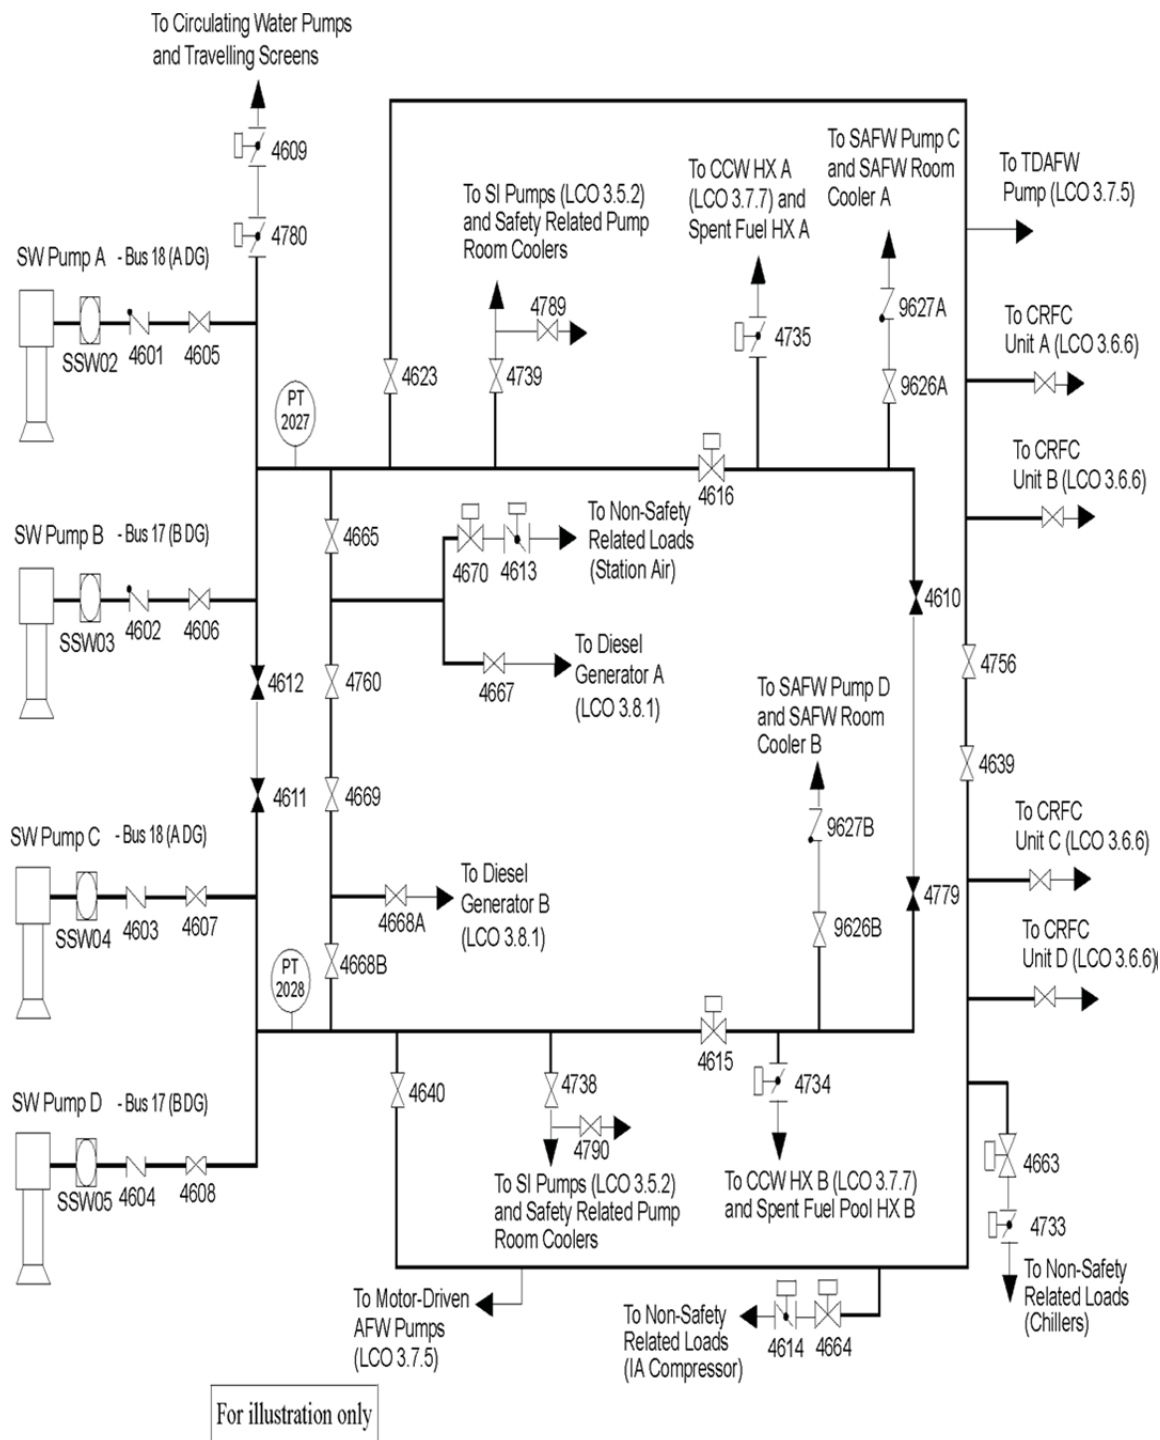 To Circulating Water Pumps
and Travelling Screens
4609
4780
To SI Pumps (LCO 3.5.2)
and Safety Related Pump
Room Coolers
To CCW HX A
(LCO 3.7.7) and
Spent Fuel HX A
To SAFW Pump C
and SAFW Room
Cooler A
To TDAFW
Pump (LCO 3.7.5)
SW Pump A - Bus 18 (A DG)
SSW02
4601
4605
4789
4739
4623
4735
9627A
9626A
To CRFC
Unit A (LCO 3.6.6)
PT
2027
4616
To CRFC
Unit B (LCO 3.6.6)
SW Pump B - Bus 17 (B DG)
SSW03
4602
4606
4665
4670
4613
To Non-Safety
Related Loads
(Station Air)
4610
4612
4760
4667
To Diesel
Generator A
(LCO 3.8.1)
To SAFW Pump D
and SAFW Room
Cooler B
4756
4611
4669
4639
SW Pump C - Bus 18 (A DG)
SSW04
4603
4607
To Diesel
Generator B
(LCO 3.8.1)
4668A
9627B
9626B
4779
To CRFC
Unit C (LCO 3.6.6)
To CRFC
Unit D (LCO 3.6.6)(
PT
2028
4668B
4615
SW Pump D - Bus 17 (B DG)
SSW05
4604
4608
4640
4738
4790
4734
4663
4733
To SI Pumps (LCO 3.5.2)
and Safety Related Pump
Room Coolers
To CCW HX B (LCO 3.7.7)
and Spent Fuel Pool HX B
To Non-Safety
Related Loads
(Chillers)
To Motor-Driven
AFW Pumps
(LCO 3.7.5)
To Non-Safety
Related Loads
(IA Compressor)
4614
4664
For illustration only